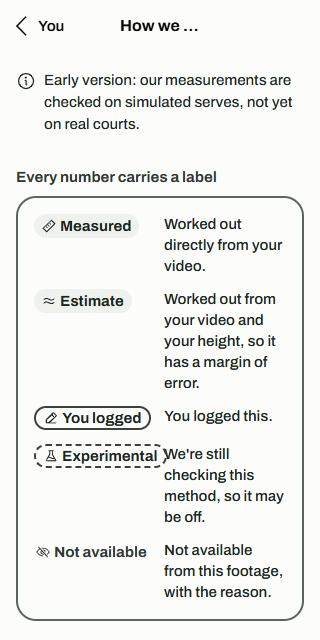 You
How we ...
Early version: our measurements are
checked on simulated serves, not yet
on real courts.
Every number carries a label
Measured
Worked out
directly from your
video.
Estimate
Worked out from
your video and
your height, so it
has a margin of
error.
You logged
You logged this.
Experimental
We're still
checking this
method, so it may
be off.
Not available
Not available
from this footage,
with the reason.